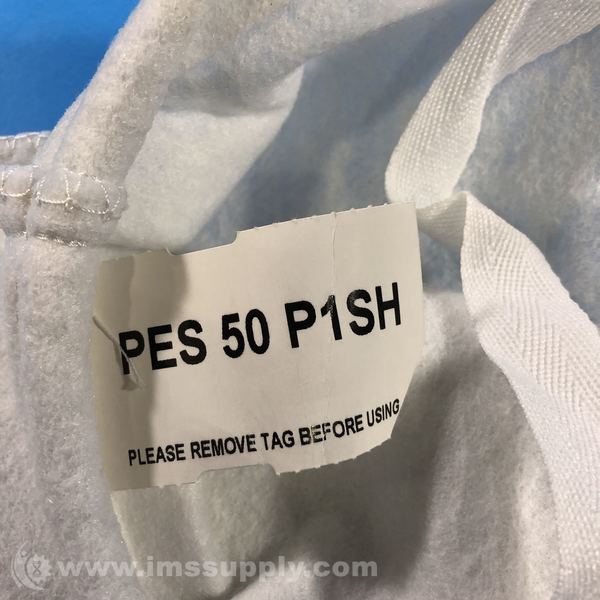 PES 50 P1SH
PLEASE REMOVE TAG BEFORE USING
www.imssupply.com